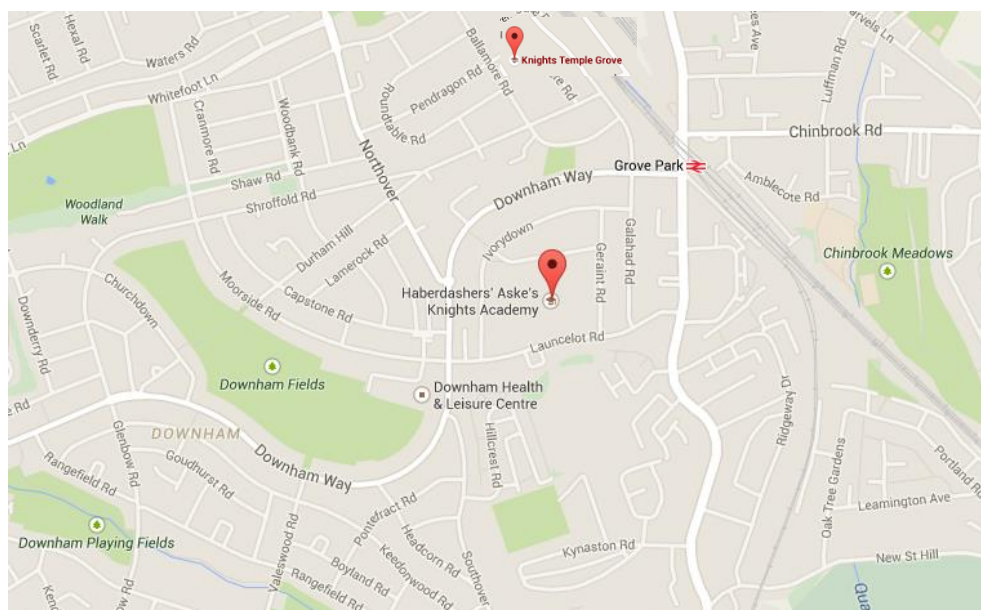 Scarlet Rd
Hexal Rd
Waters Rd
Whitefoot Ln
Ballamore Rd
Knights Temple Grove
Pendragon Rd
Roundtable Rd
Luffman Rd
Chinbrook Rd
Cranmore Rd
Woodbank Rd
Northover
Grove Park
Downham Way
Amblecote Rd
Shaw Rd
Shroffold Rd
Woodland
Walk
Durham Hill
Lamerock Rd
Ivorydown
Geraint Rd
Galahad Rd
Chinbrook Meadows
Churchdown
Moorside Rd
Capstone Rd
Haberdashers' Aske's
Knights Academy
Downderry Rd
Launcelot Rd
Downham Fields
Downham Health
& Leisure Centre
Ridgeway Dr
DOWNHAM
Glenbow Rd
Goudhurst Rd
Downham Way
Hillcrest Rd
Rangefield Rd
Portland Rd
Oak Tree Gardens
Leamington Ave
Pontefract Rd
Headcorn Rd
Downham Playing Fields
Valeswood Rd
Kynaston Rd
New St Hill
Boyland Rd
Keedonwood Rd
Southover
Rangefield Rd